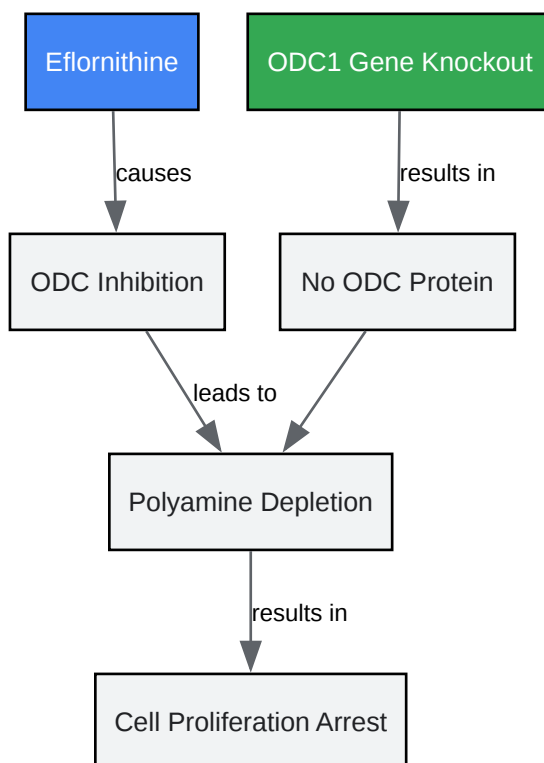 Eflornithine
ODC1 Gene Knockout
causes
results in
ODC Inhibition
No ODC Protein
leads to
Polyamine Depletion
results in
Cell Proliferation Arrest